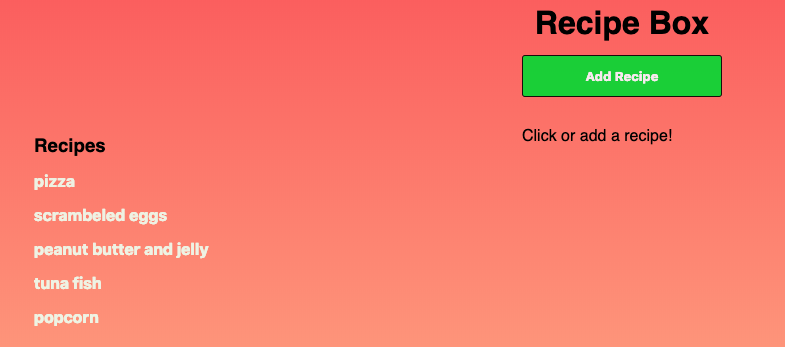 Recipe Box
Add Recipe
Click or add a recipe!
Recipes
pizza
scrambeled eggs
peanut butter and jelly
tuna fish
popcorn